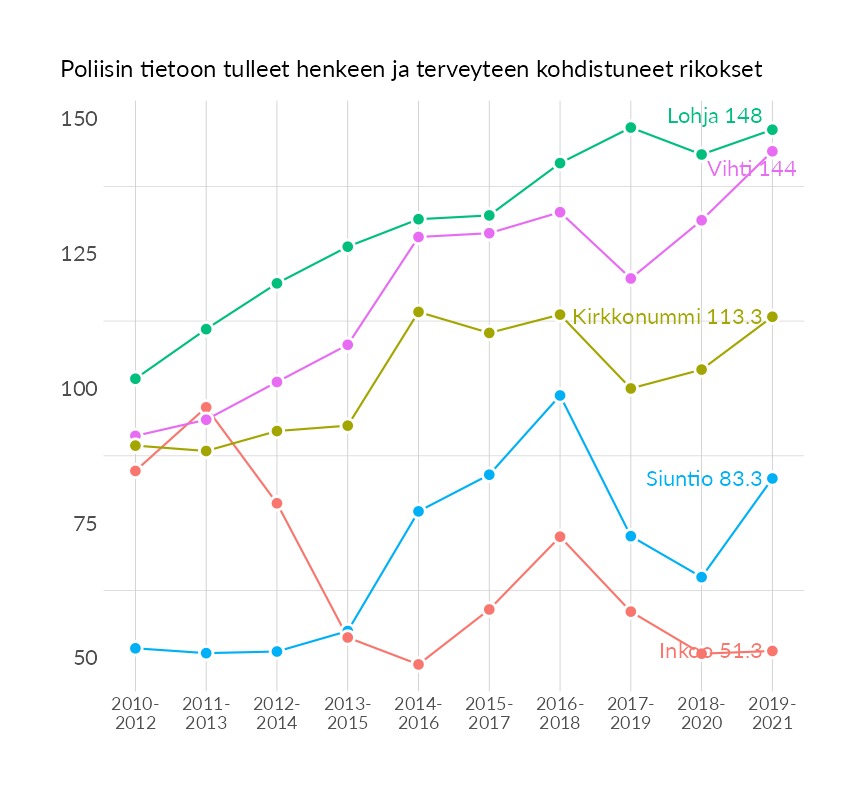 Poliisin tietoon tulleet henkeen ja terveyteen kohdistuneet rikokset
150
Lohja 148
Vihti 144
125
Kirkkonummi 113.3
100
Siuntio 83.3
75
Inkoo 51.3
50
2010- 2011- 2012- 2013- 2014- 2015- 2016- 2017- 2018- 2019-
2012 2013 2014 2015 2016 2017 2018 2019 2020 2021